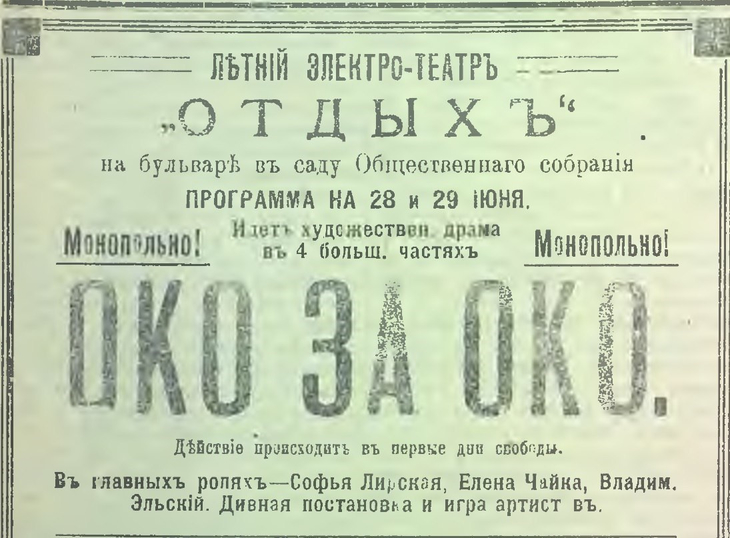 ЛѢТНІЙ ЭЛЕКТРО-ТЕАТРЪ
„ОТДЫХЪ“
на бульварѣ въ саду Общественнаго собранія
ПРОГРАММА НА 28 и 29 ІЮНЯ.
Монопольно!
Идетъ художествен. драма
въ 4 больш. частяхъ
Монопольно!
ОКО ЗА ОКО.
Дѣйствіе происходитъ въ первые дни свободы.
Въ главныхъ роляхъ—Софья Лирская, Елена Чайка, Владим.
Эльскій. Дивная постановка и игра артист въ.